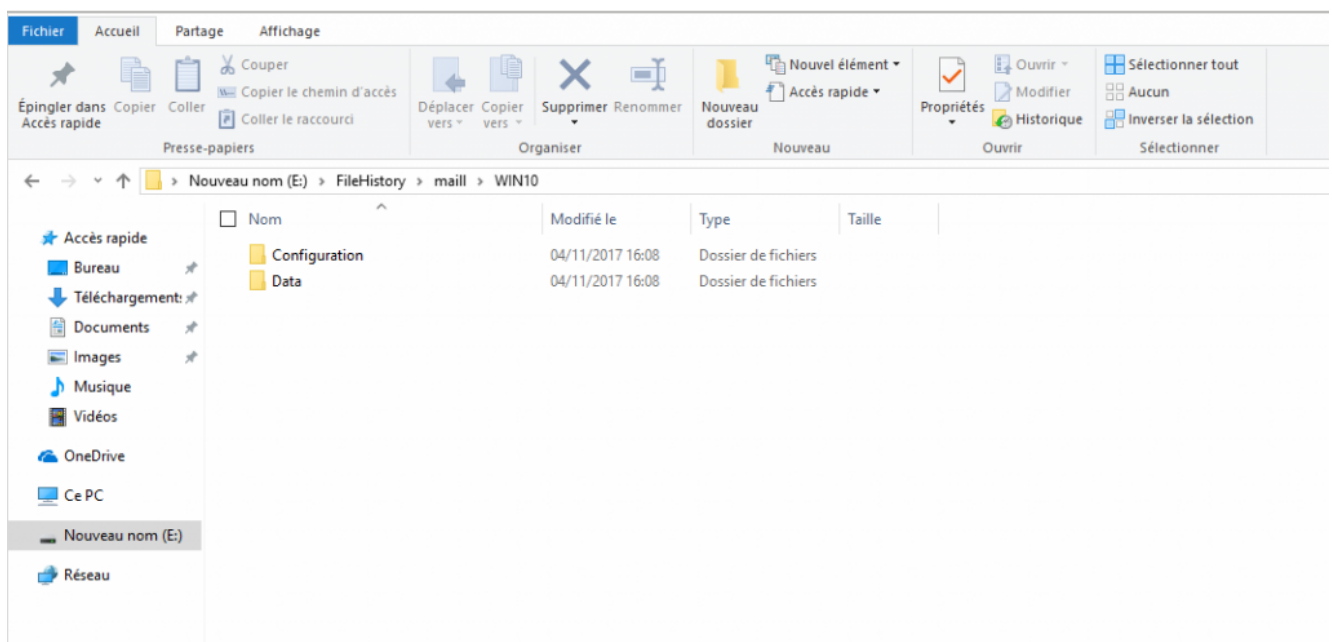 Fichier Accueil Partage Affichage
Épingler dans Accès rapide
Copier
Coller
Couper
Copier le chemin d'accès
Coller le raccourci
Presse-papiers
Déplacer vers
Copier vers
Supprimer
Renommer
Organiser
Nouveau dossier
Nouvel élément
Accès rapide
Nouveau
Propriétés
Ouvrir
Modifier
Historique
Ouvrir
Sélectionner tout
Aucun
Inverser la sélection
Sélectionner
Nouveau nom (E:) > FileHistory > maill > WIN10
Nom Modifié le Type Taille
Configuration 04/11/2017 16:08 Dossier de fichiers
Data 04/11/2017 16:08 Dossier de fichiers
Accès rapide
Bureau
Téléchargement:
Documents
Images
Musique
Vidéos
OneDrive
Ce PC
Nouveau nom (E:)
Réseau